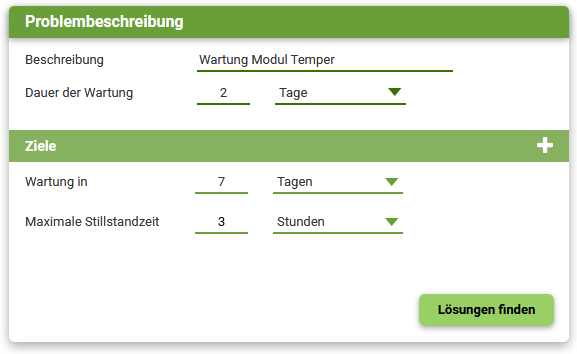 Problembeschreibung
Beschreibung Wartung Modul Temper
Dauer der Wartung 2 Tage
Ziele
Wartung in 7 Tagen
Maximale Stillstandzeit 3 Stunden
Lösungen finden